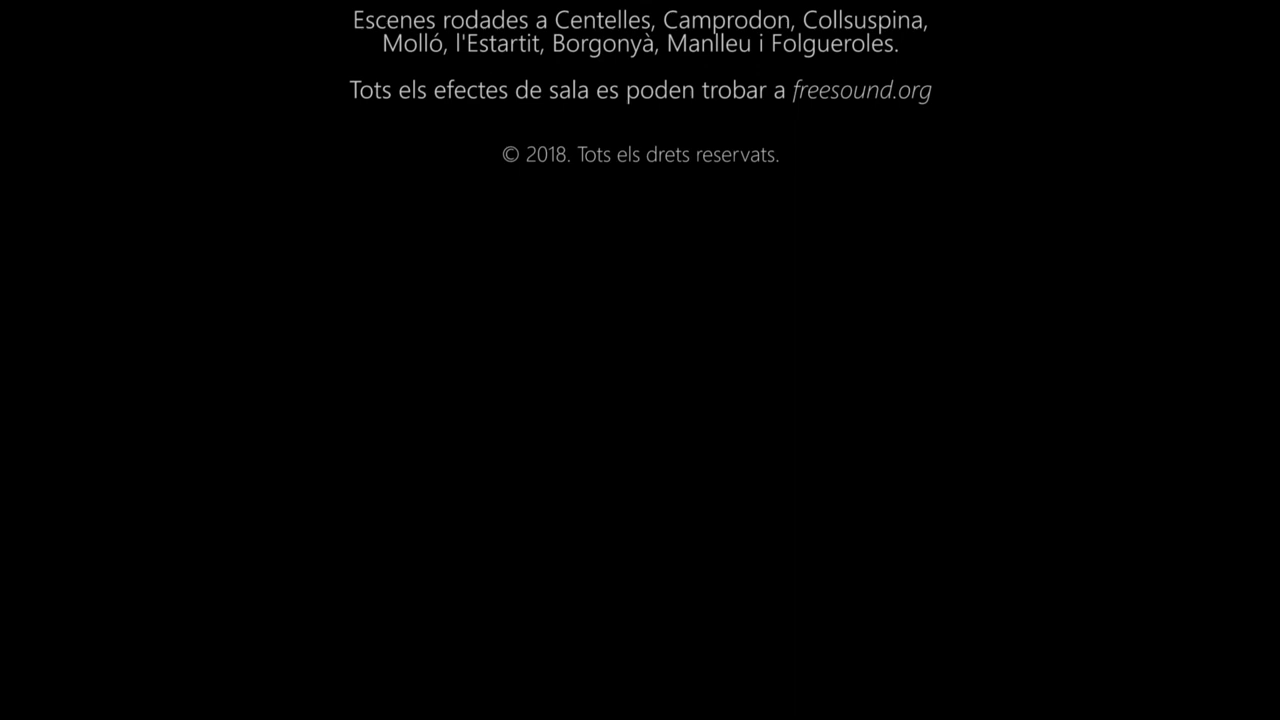 Escenes rodades a Centelles, Camprodon, Collsuspina,
Molló, l'Estartit, Borgonyà, Manlleu i Folgueroles.
Tots els efectes de sala es poden trobar a freesound.org
© 2018. Tots els drets reservats.